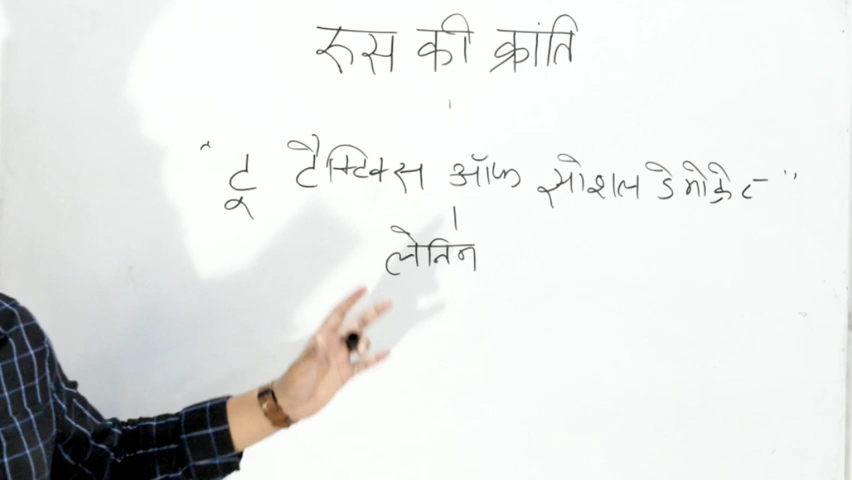 रूस की क्रांति
"टू टैक्टिक्स ऑफ सोशल डेमोक्रेट"
लेनिन